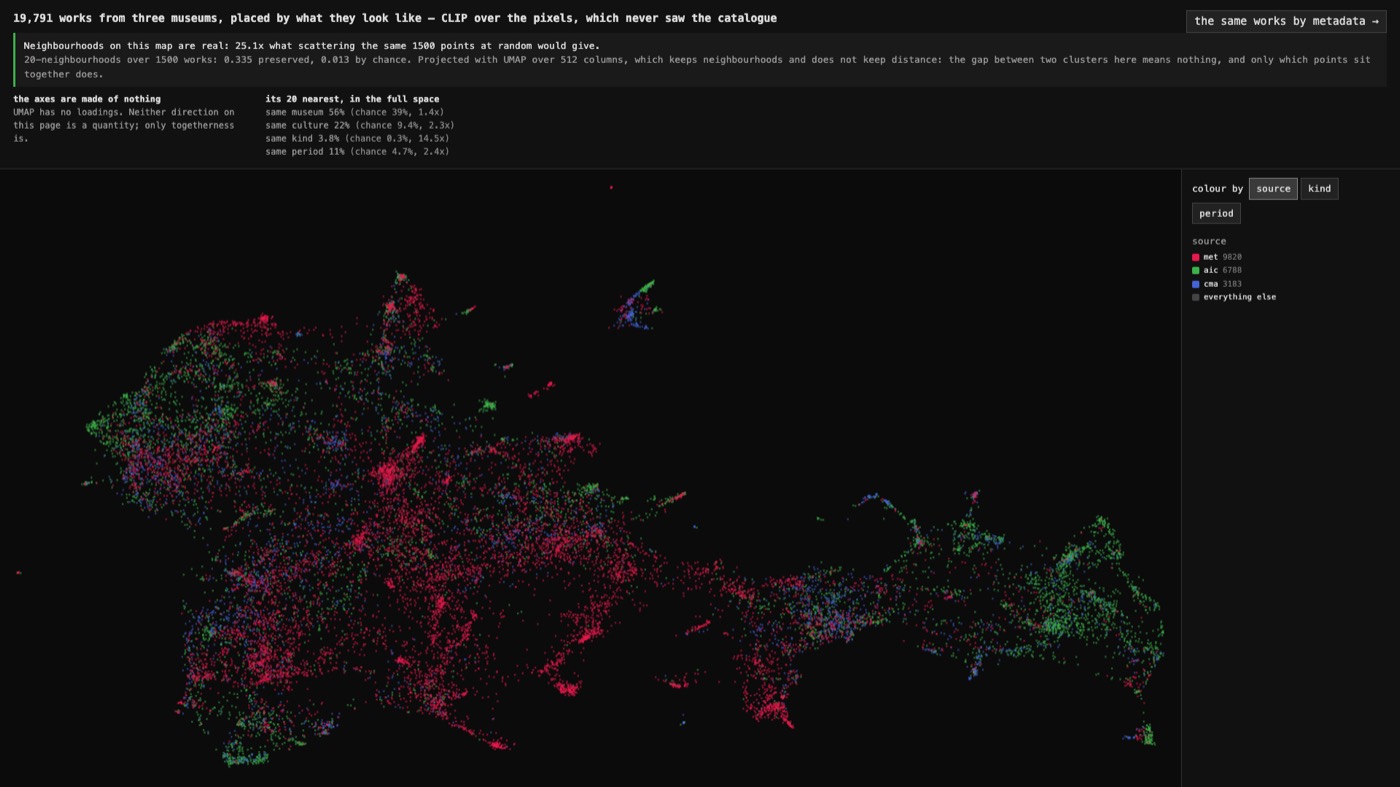 19,791 works from three museums, placed by what they look like — CLIP over the pixels, which never saw the catalogue
the same works by metadata →
Neighbourhoods on this map are real: 25.1x what scattering the same 1500 points at random would give.
20-neighbourhoods over 1500 works: 0.335 preserved, 0.013 by chance. Projected with UMAP over 512 columns, which keeps neighbourhoods and does not keep distance: the gap between two clusters here means nothing, and only which points sit
together does.
the axes are made of nothing
UMAP has no loadings. Neither direction on
this page is a quantity; only togetherness
is.
its 20 nearest, in the full space
same museum 56% (chance 39%, 1.4x)
same culture 22% (chance 9.4%, 2.3x)
same kind 3.8% (chance 0.3%, 14.5x)
same period 11% (chance 4.7%, 2.4x)
colour by source kind
period
source
met 9820
aic 6788
cma 3183
everything else